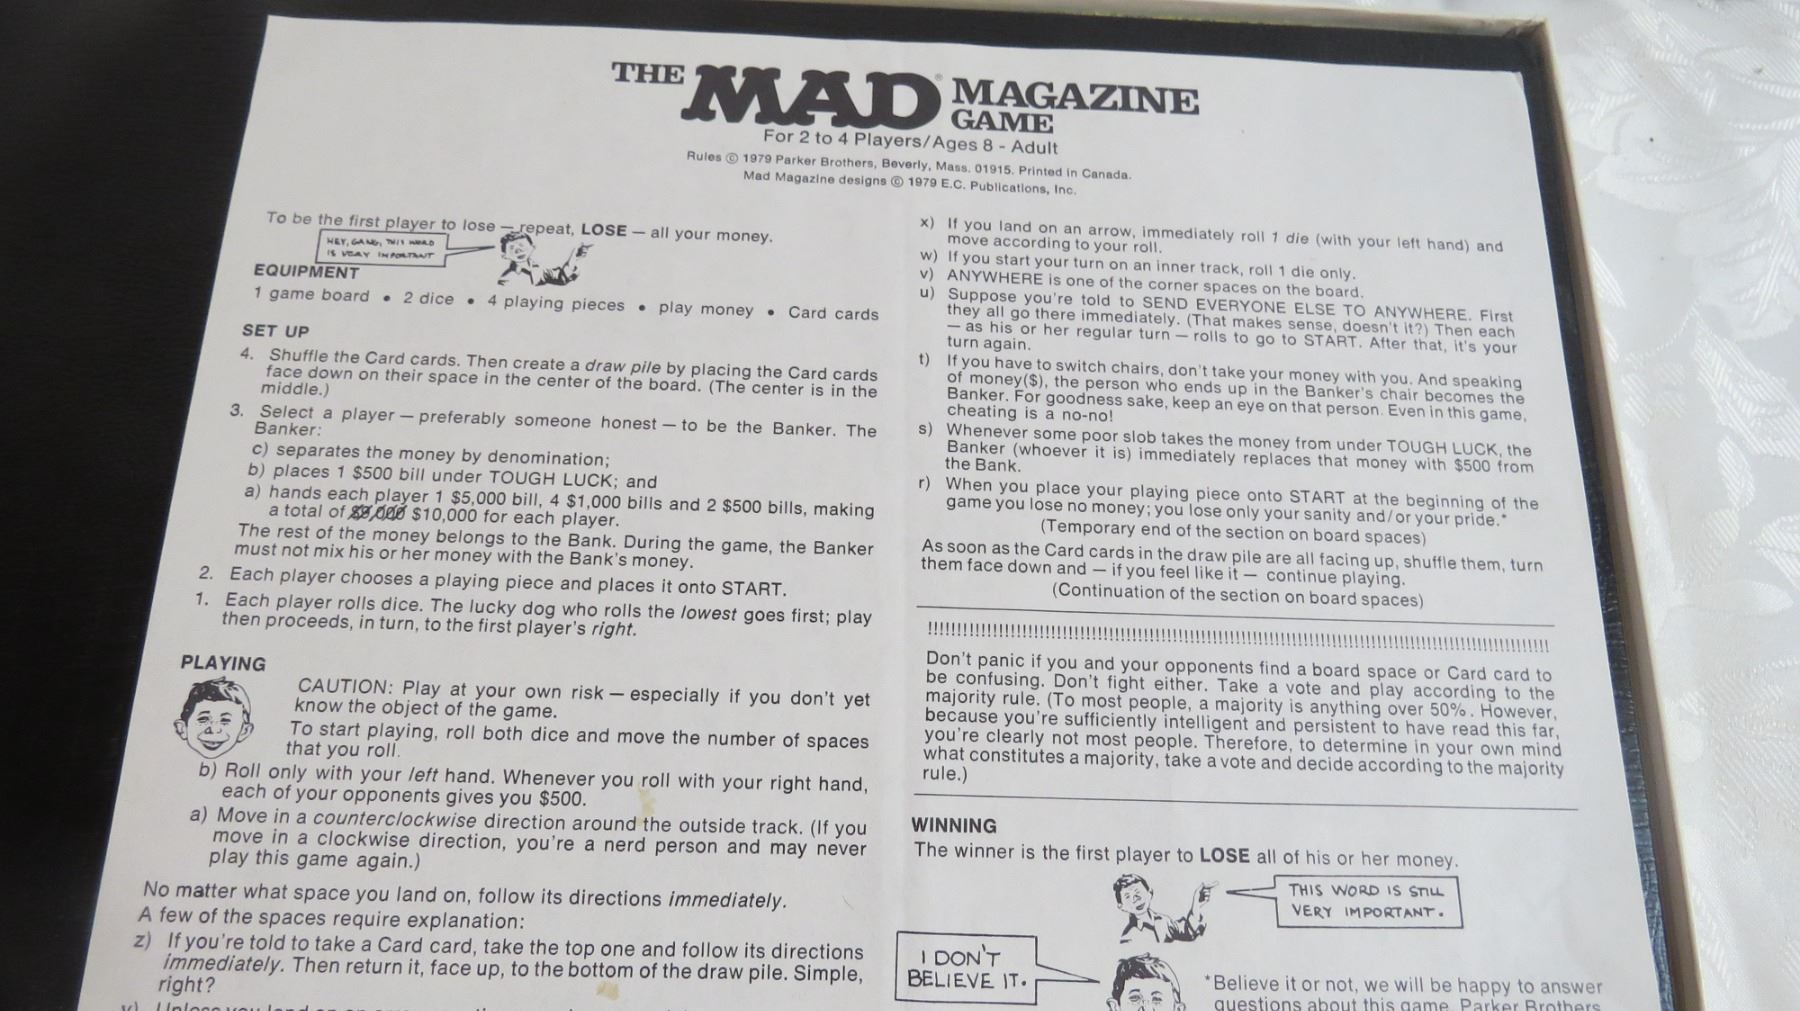 THE MAD® MAGAZINE
GAME
For 2 to 4 Players/Ages 8 - Adult
Rules © 1979 Parker Brothers, Beverly, Mass. 01915. Printed in Canada.
Mad Magazine designs © 1979 E.C. Publications, Inc.
To be the first player to lose — repeat, LOSE — all your money.
HEY, GANG, THIS WORD
IS VERY IMPORTANT
EQUIPMENT
1 game board • 2 dice • 4 playing pieces • play money • Card cards
SET UP
4. Shuffle the Card cards. Then create a draw pile by placing the Card cards
face down on their space in the center of the board. (The center is in the
middle.)
3. Select a player — preferably someone honest — to be the Banker. The
Banker:
c) separates the money by denomination;
b) places 1 $500 bill under TOUGH LUCK; and
a) hands each player 1 $5,000 bill, 4 $1,000 bills and 2 $500 bills, making
a total of $10,000 for each player.
The rest of the money belongs to the Bank. During the game, the Banker
must not mix his or her money with the Bank's money.
2. Each player chooses a playing piece and places it onto START.
1. Each player rolls dice. The lucky dog who rolls the lowest goes first; play
then proceeds, in turn, to the first player's right.
PLAYING
CAUTION: Play at your own risk — especially if you don't yet
know the object of the game.
To start playing, roll both dice and move the number of spaces
that you roll.
b) Roll only with your left hand. Whenever you roll with your right hand,
each of your opponents gives you $500.
a) Move in a counterclockwise direction around the outside track. (If you
move in a clockwise direction, you're a nerd person and may never
play this game again.)
No matter what space you land on, follow its directions immediately.
A few of the spaces require explanation:
z) If you're told to take a Card card, take the top one and follow its directions
immediately. Then return it, face up, to the bottom of the draw pile. Simple,
right?
y) Unless you land on an
x) If you land on an arrow, immediately roll 1 die (with your left hand) and
move according to your roll.
w) If you start your turn on an inner track, roll 1 die only.
v) ANYWHERE is one of the corner spaces on the board.
u) Suppose you're told to SEND EVERYONE ELSE TO ANYWHERE. First
they all go there immediately. (That makes sense, doesn't it?) Then each
— as his or her regular turn — rolls to go to START. After that, it's your
turn again.
t) If you have to switch chairs, don't take your money with you. And speaking
of money($), the person who ends up in the Banker's chair becomes the
Banker. For goodness sake, keep an eye on that person. Even in this game,
cheating is a no-no!
s) Whenever some poor slob takes the money from under TOUGH LUCK, the
Banker (whoever it is) immediately replaces that money with $500 from
the Bank.
r) When you place your playing piece onto START at the beginning of the
game you lose no money; you lose only your sanity and/or your pride.*
(Temporary end of the section on board spaces)
As soon as the Card cards in the draw pile are all facing up, shuffle them, turn
them face down and — if you feel like it — continue playing.
(Continuation of the section on board spaces)
!!!!!!!!!!!!!!!!!!!!!!!!!!!!!!!!!!!!!!!!!!!!!!!!!!!!!!!!!!!!!!!!!!!!!!!!!!!!!!!!!!!!!!!!!!!!!!!!!!!!!!!!!!
Don't panic if you and your opponents find a board space or Card card to
be confusing. Don't fight either. Take a vote and play according to the
majority rule. (To most people, a majority is anything over 50%. However,
because you're sufficiently intelligent and persistent to have read this far,
you're clearly not most people. Therefore, to determine in your own mind
what constitutes a majority, take a vote and decide according to the majority
rule.)
WINNING
The winner is the first player to LOSE all of his or her money.
THIS WORD IS STILL
VERY IMPORTANT.
I DON'T
BELIEVE IT.
*Believe it or not, we will be happy to answer
questions about this game. Parker Brothers